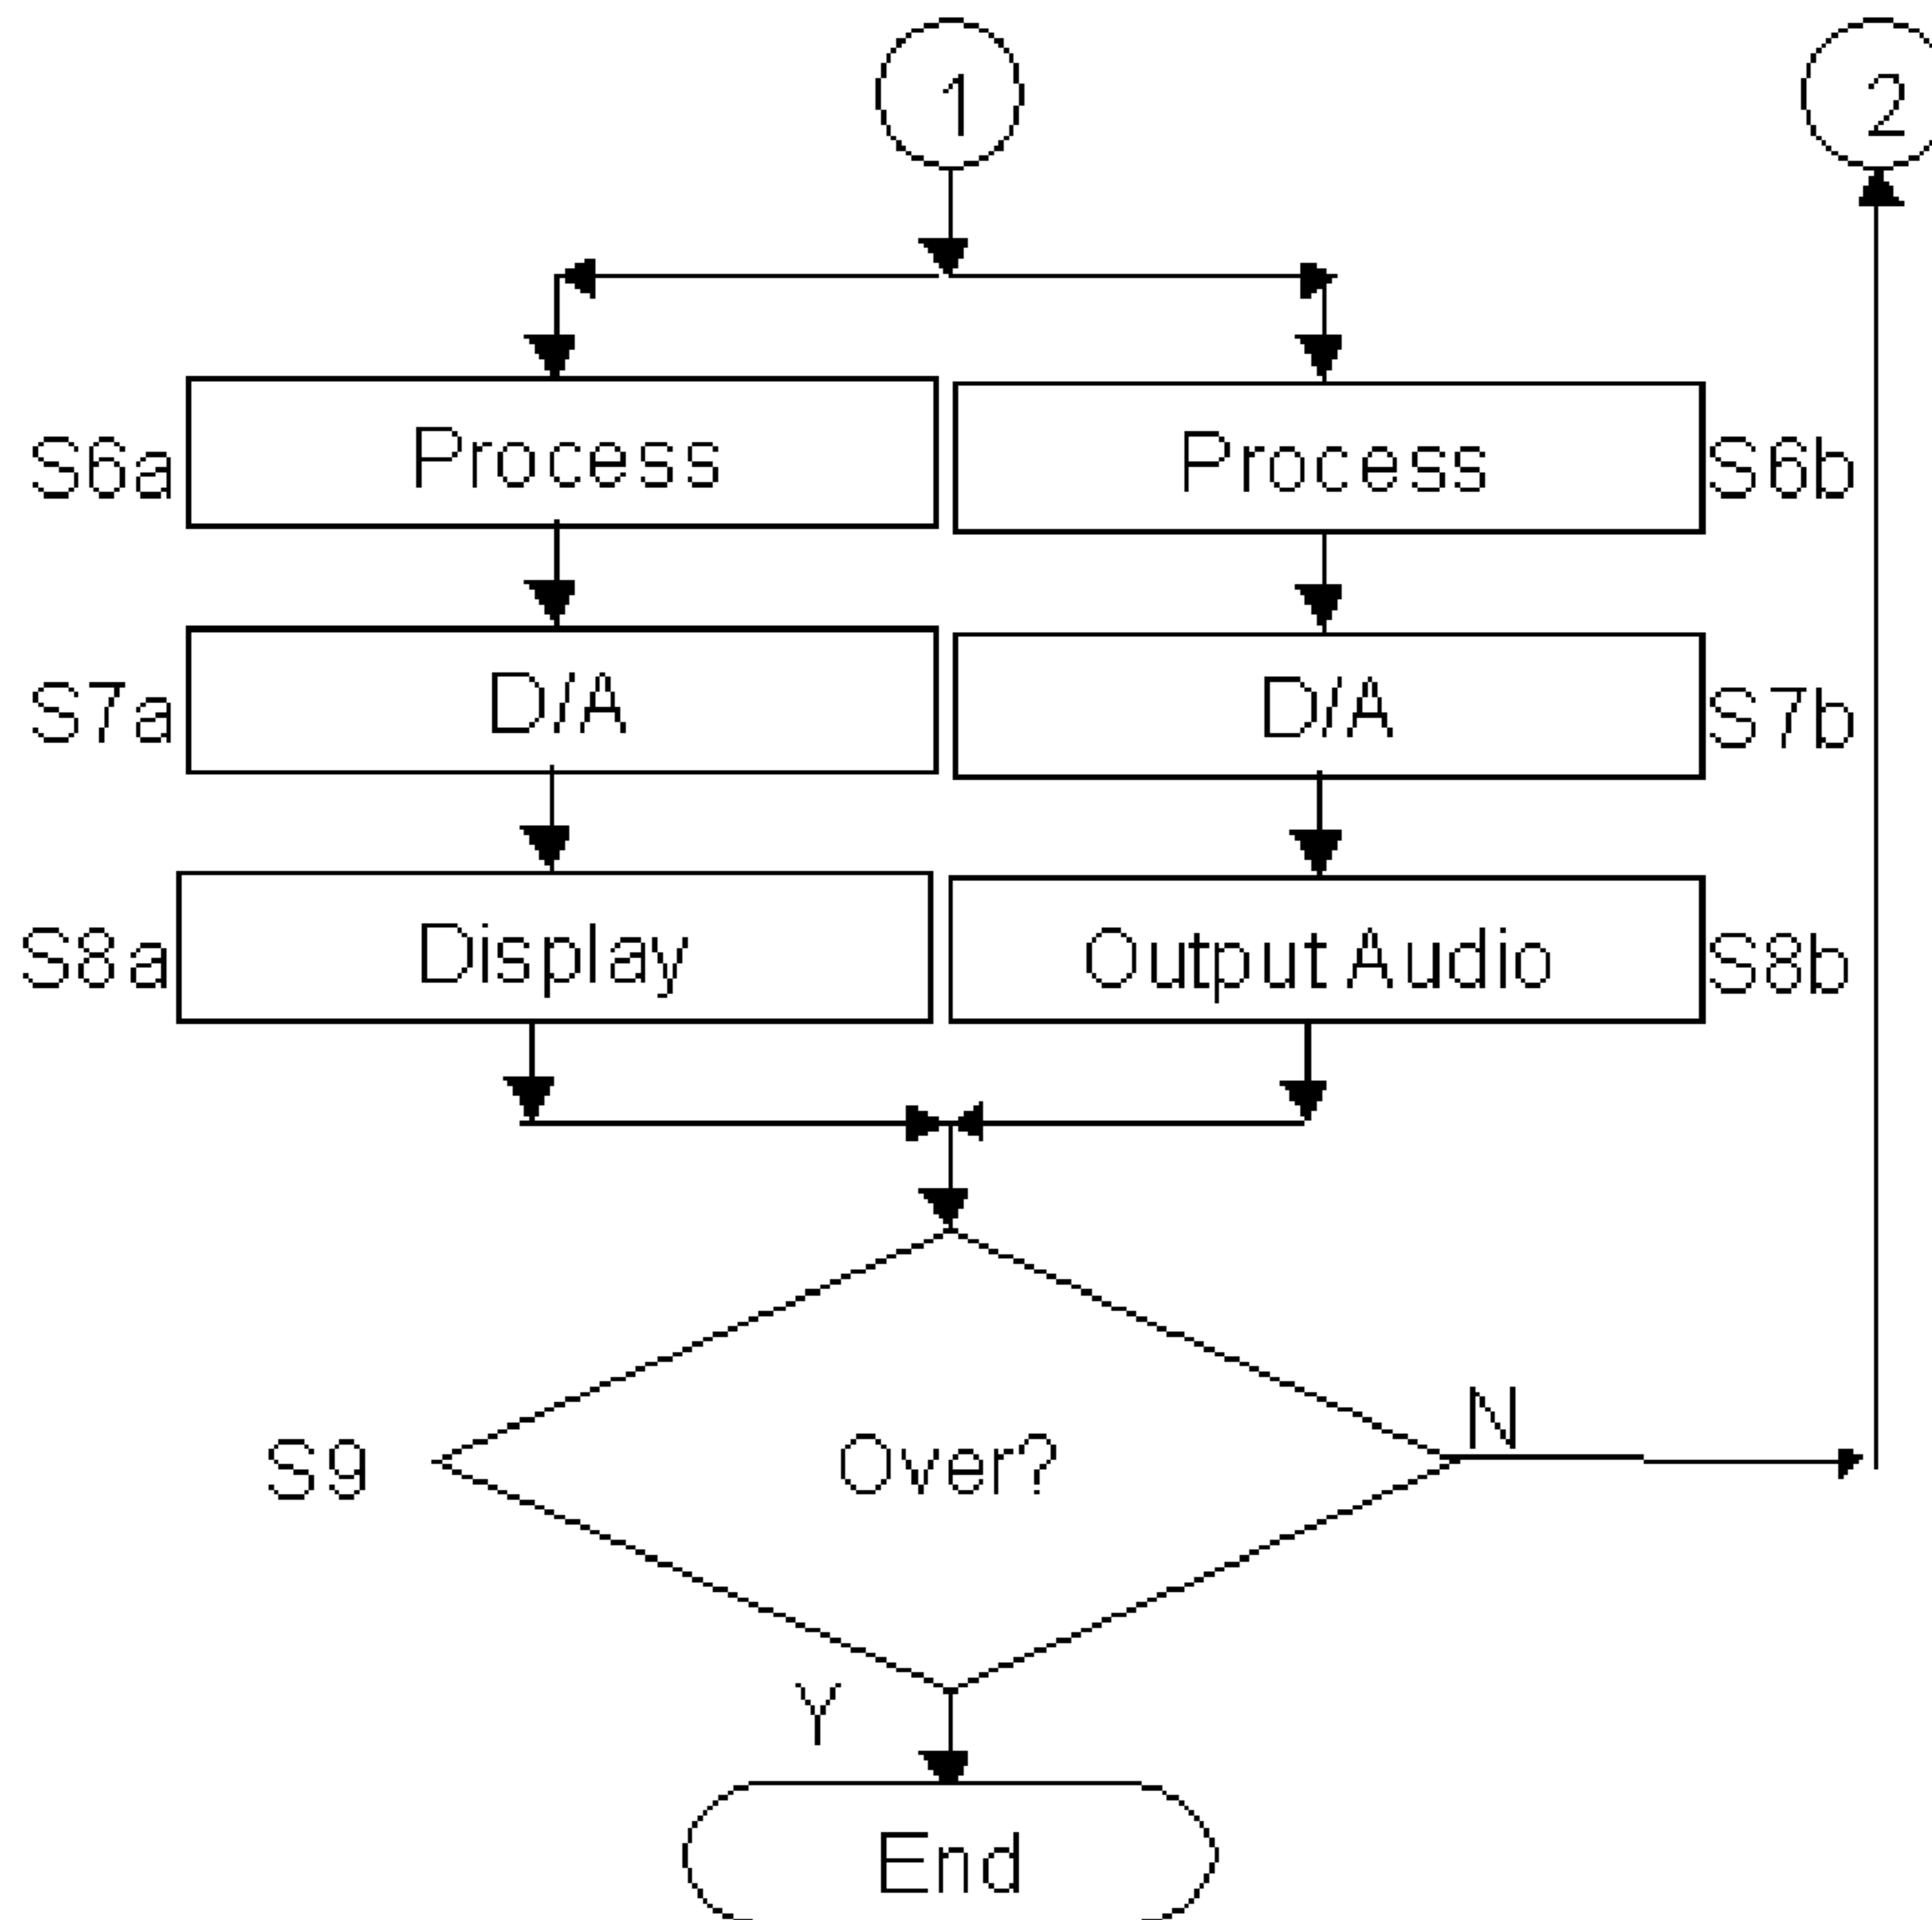 1 2
S6a Process Process S6b
S7a D/A D/A S7b
S8a Display Output Audio S8b
N
S9 Over?
Y
End